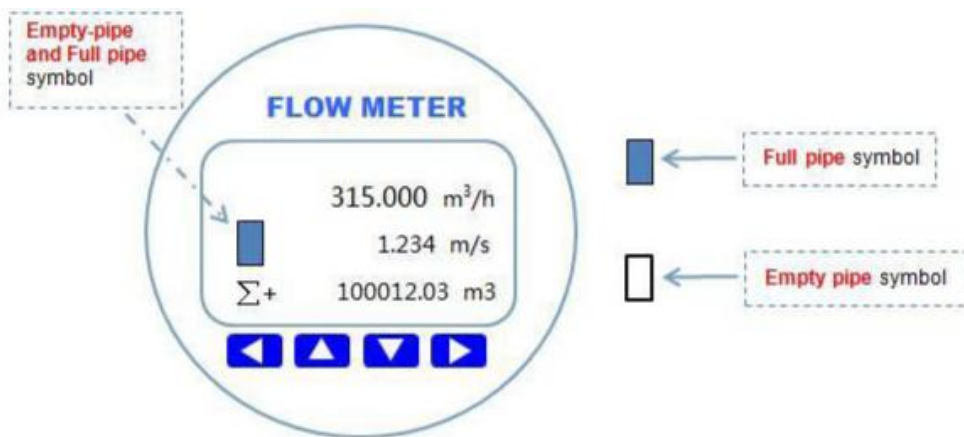 Empty-pipe
and Full pipe
symbol
FLOW METER
315.000 m³/h
1.234 m/s
∑+ 100012.03 m3
Full pipe symbol
Empty pipe symbol